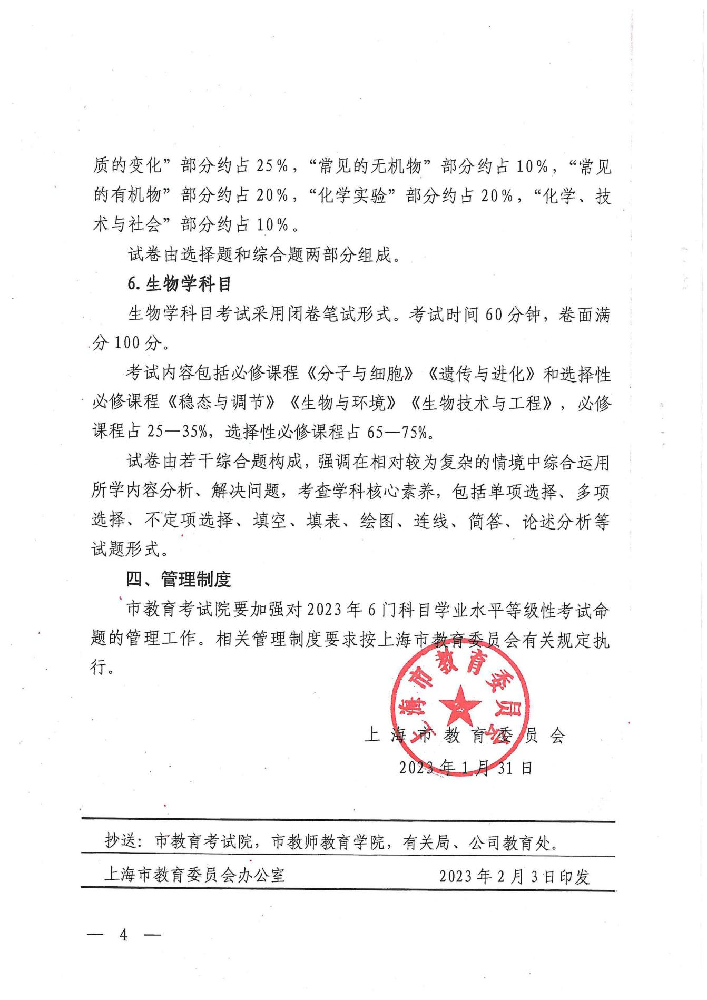 质的变化”部分约占 25%，“常见的无机物”部分约占 10%，“常见
的有机物”部分约占 20%，“化学实验”部分约占 20%，“化学、技
术与社会”部分约占 10%。
试卷由选择题和综合题两部分组成。
6. 生物学科目
生物学科目考试采用闭卷笔试形式。考试时间 60 分钟，卷面满
分 100 分。
考试内容包括必修课程《分子与细胞》《遗传与进化》和选择性
必修课程《稳态与调节》《生物与环境》《生物技术与工程》，必修
课程占 25—35%，选择性必修课程占 65—75%。
试卷由若干综合题构成，强调在相对较为复杂的情境中综合运用
所学内容分析、解决问题，考查学科核心素养，包括单项选择、多项
选择、不定项选择、填空、填表、绘图、连线、简答、论述分析等
试题形式。
四、管理制度
市教育考试院要加强对 2023 年 6 门科目学业水平等级性考试命
题的管理工作。相关管理制度要求按上海市教育委员会有关规定执
行。
上海市教育委员会
上海市教育委员会
2023 年 1 月 31 日
抄送：市教育考试院，市教师教育学院，有关局、公司教育处。
上海市教育委员会办公室 2023 年 2 月 3 日印发
— 4 —